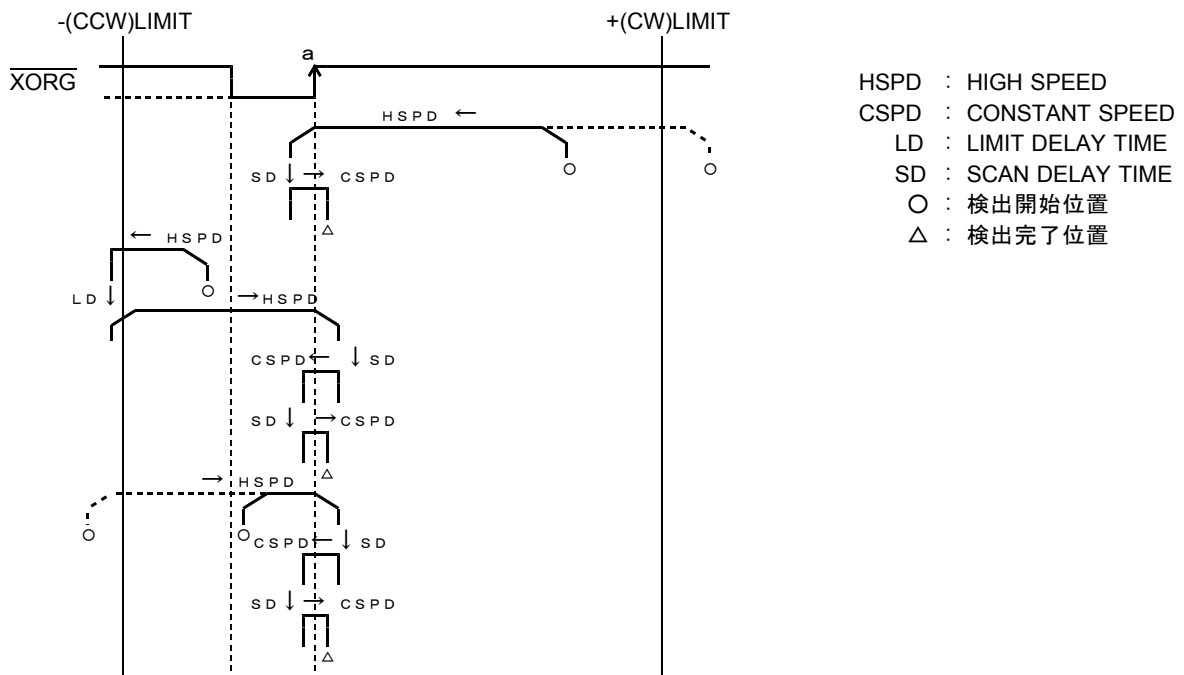 -(CCW)LIMIT +(CW)LIMIT
a
XORG
HSPD ←
SD ↓ → CSPD
← HSPD
LD ↓ → HSPD
CSPD ← ↓ SD
SD ↓ → CSPD
→ HSPD
CSPD ← ↓ SD
SD ↓ → CSPD
HSPD : HIGH SPEED
CSPD : CONSTANT SPEED
LD : LIMIT DELAY TIME
SD : SCAN DELAY TIME
○ : 検出開始位置
△ : 検出完了位置